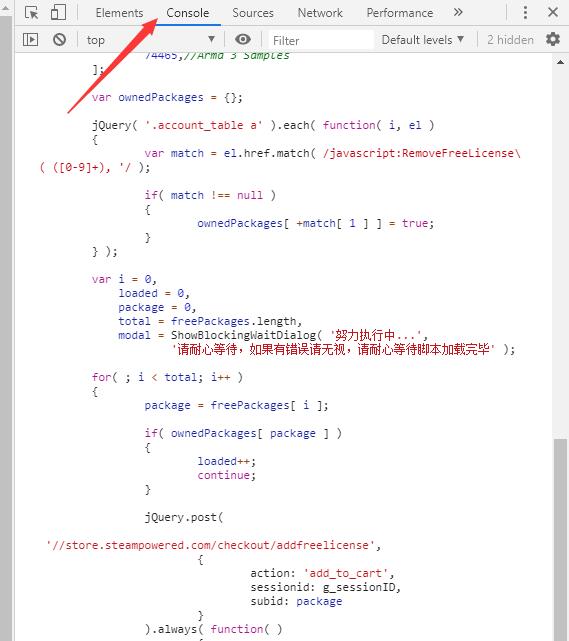 Elements Console Sources Network Performance »
top Filter Default levels 2 hidden
74465,//Arma 3 Samples
];
var ownedPackages = {};
jQuery( '.account_table a' ).each( function( i, el )
{
var match = el.href.match( /javascript:RemoveFreeLicense\
( ([0-9]+), '/ );
if( match !== null )
{
ownedPackages[ +match[ 1 ] ] = true;
}
} );
var i = 0,
loaded = 0,
package = 0,
total = freePackages.length,
modal = ShowBlockingWaitDialog( '努力执行中...',
'请耐心等待，如果有错误请无视，请耐心等待脚本加载完毕' );
for( ; i < total; i++ )
{
package = freePackages[ i ];
if( ownedPackages[ package ] )
{
loaded++;
continue;
}
jQuery.post(
'//store.steampowered.com/checkout/addfreelicense',
{
action: 'add_to_cart',
sessionid: g_sessionID,
subid: package
}
).always( function( )